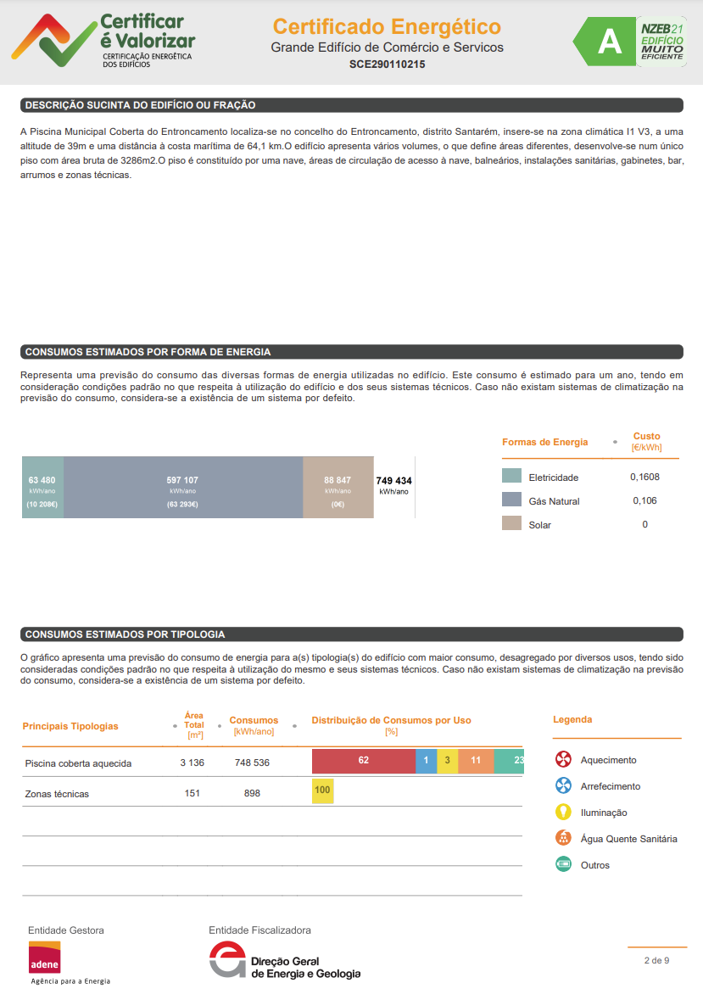 Certificar
é Valorizar
CERTIFICAÇÃO ENERGÉTICA
DOS EDIFÍCIOS
Certificado Energético
Grande Edifício de Comércio e Servicos
SCE290110215
A
NZEB21
EDIFÍCIO
MUITO
EFICIENTE
DESCRIÇÃO SUCINTA DO EDIFÍCIO OU FRAÇÃO
A Piscina Municipal Coberta do Entroncamento localiza-se no concelho do Entroncamento, distrito Santarém, insere-se na zona climática I1 V3, a uma
altitude de 39m e uma distância à costa marítima de 64,1 km.O edifício apresenta vários volumes, o que define áreas diferentes, desenvolve-se num único
piso com área bruta de 3286m2.O piso é constituído por uma nave, áreas de circulação de acesso à nave, balneários, instalações sanitárias, gabinetes, bar,
arrumos e zonas técnicas.
CONSUMOS ESTIMADOS POR FORMA DE ENERGIA
Representa uma previsão do consumo das diversas formas de energia utilizadas no edifício. Este consumo é estimado para um ano, tendo em
consideração condições padrão no que respeita à utilização do edifício e dos seus sistemas técnicos. Caso não existam sistemas de climatização na
previsão do consumo, considera-se a existência de um sistema por defeito.
Formas de Energia • Custo
[€/kWh]
63 480 597 107 88 847 749 434
kWh/ano kWh/ano kWh/ano kWh/ano
(10 208€) (63 293€) (0€)
Eletricidade 0,1608
Gás Natural 0,106
Solar 0
CONSUMOS ESTIMADOS POR TIPOLOGIA
O gráfico apresenta uma previsão do consumo de energia para a(s) tipologia(s) do edifício com maior consumo, desagregado por diversos usos, tendo sido
consideradas condições padrão no que respeita à utilização do mesmo e seus sistemas técnicos. Caso não existam sistemas de climatização na previsão
do consumo, considera-se a existência de um sistema por defeito.
Principais Tipologias • Área Total [m²] • Consumos [kWh/ano] • Distribuição de Consumos por Uso [%]
Legenda
Piscina coberta aquecida 3 136 748 536 62 1 3 11 23
Zonas técnicas 151 898 100
Aquecimento
Arrefecimento
Iluminação
Água Quente Sanitária
Outros
Entidade Gestora
adene
Agência para a Energia
Entidade Fiscalizadora
Direção Geral
de Energia e Geologia
2 de 9